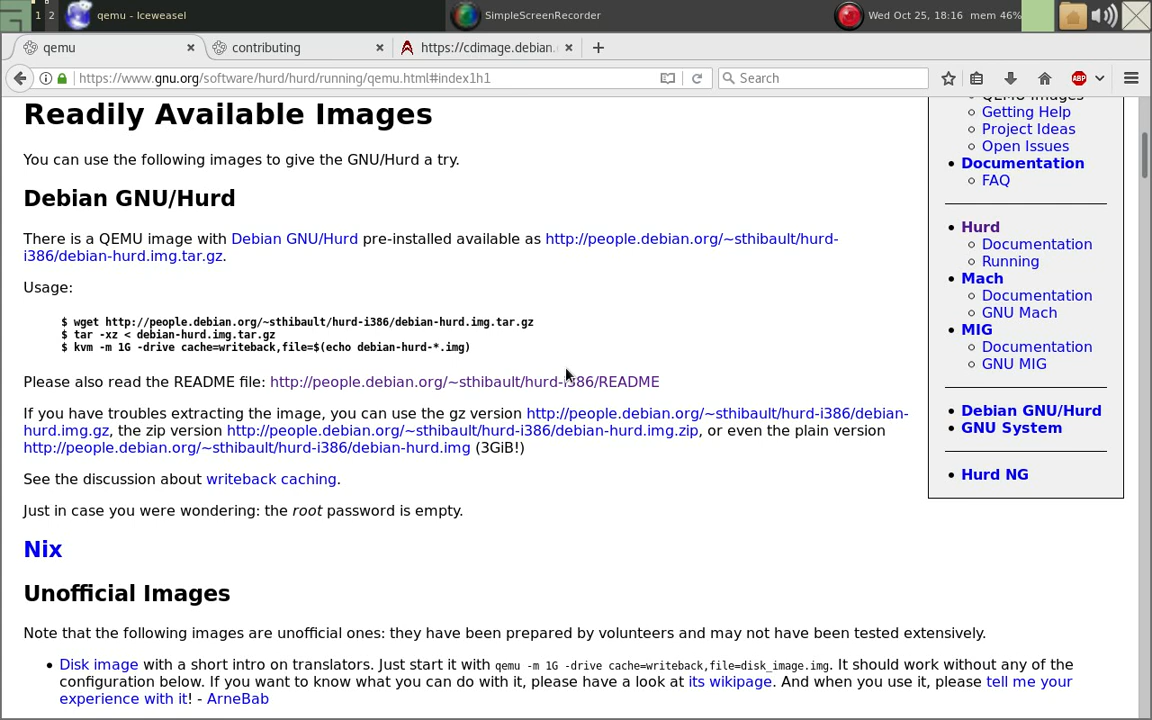 1 2 qemu - Iceweasel SimpleScreenRecorder Wed Oct 25, 18:16 mem 46%
qemu × contributing × https://cdimage.debian. × +
https://www.gnu.org/software/hurd/hurd/running/qemu.html#index1h1 Search ABP
Readily Available Images
You can use the following images to give the GNU/Hurd a try.
Debian GNU/Hurd
There is a QEMU image with Debian GNU/Hurd pre-installed available as http://people.debian.org/~sthibault/hurd-
i386/debian-hurd.img.tar.gz.
Usage:
$ wget http://people.debian.org/~sthibault/hurd-i386/debian-hurd.img.tar.gz
$ tar -xz < debian-hurd.img.tar.gz
$ kvm -m 1G -drive cache=writeback,file=$(echo debian-hurd-*.img)
Please also read the README file: http://people.debian.org/~sthibault/hurd-i386/README
If you have troubles extracting the image, you can use the gz version http://people.debian.org/~sthibault/hurd-i386/debian-
hurd.img.gz, the zip version http://people.debian.org/~sthibault/hurd-i386/debian-hurd.img.zip, or even the plain version
http://people.debian.org/~sthibault/hurd-i386/debian-hurd.img (3GiB!)
See the discussion about writeback caching.
Just in case you were wondering: the root password is empty.
Nix
Unofficial Images
Note that the following images are unofficial ones: they have been prepared by volunteers and may not have been tested extensively.
• Disk image with a short intro on translators. Just start it with qemu -m 1G -drive cache=writeback,file=disk_image.img. It should work without any of the
configuration below. If you want to know what you can do with it, please have a look at its wikipage. And when you use it, please tell me your
experience with it! - ArneBab
QEMU Images
Getting Help
Project Ideas
Open Issues
Documentation
FAQ
Hurd
Documentation
Running
Mach
Documentation
GNU Mach
MIG
Documentation
GNU MIG
Debian GNU/Hurd
GNU System
Hurd NG